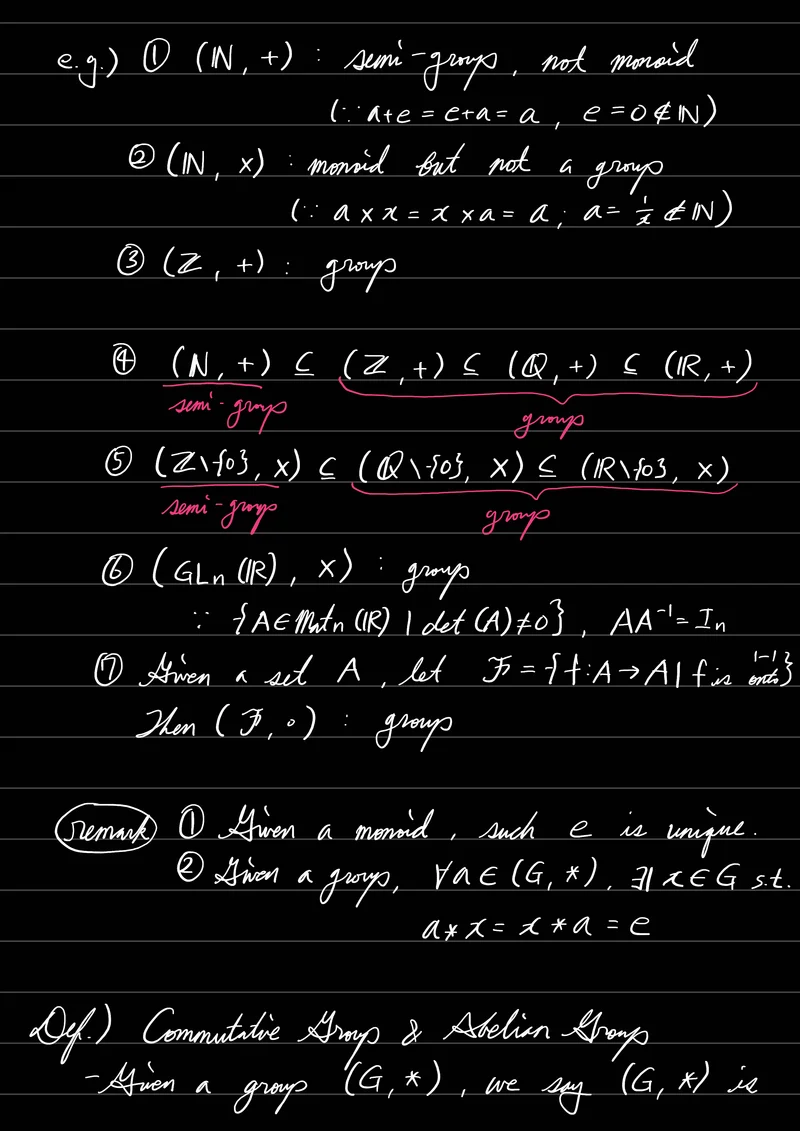 e.g.) ① (ℕ, +) : semi-group, not monoid
(∵ a+e = e+a = a, e = 0 ∉ ℕ)
② (ℕ, ×) : monoid but not a group
(∵ a × x = x × a = a ; a = 1/x ∉ ℕ)
③ (ℤ, +) : group
④ (ℕ, +) ⊆ (ℤ, +) ⊆ (ℚ, +) ⊆ (ℝ, +)
semi-group group
⑤ (ℤ\{0}, ×) ⊆ (ℚ\{0}, ×) ⊆ (ℝ\{0}, ×)
semi-group group
⑥ (GLn(ℝ), ×) : group
∵ {A ∈ Matn(ℝ) | det(A) ≠ 0}, AA⁻¹ = In
⑦ Given a set A, let ℱ = {f : A → A | f is 1-1 onto}
Then (ℱ, ∘) : group
remark ① Given a monoid, such e is unique.
② Given a group, ∀a ∈ (G, *), ∃| x ∈ G s.t.
a * x = x * a = e
Def.) Commutative Group & Abelian Group
- Given a group (G, *), we say (G, *) is